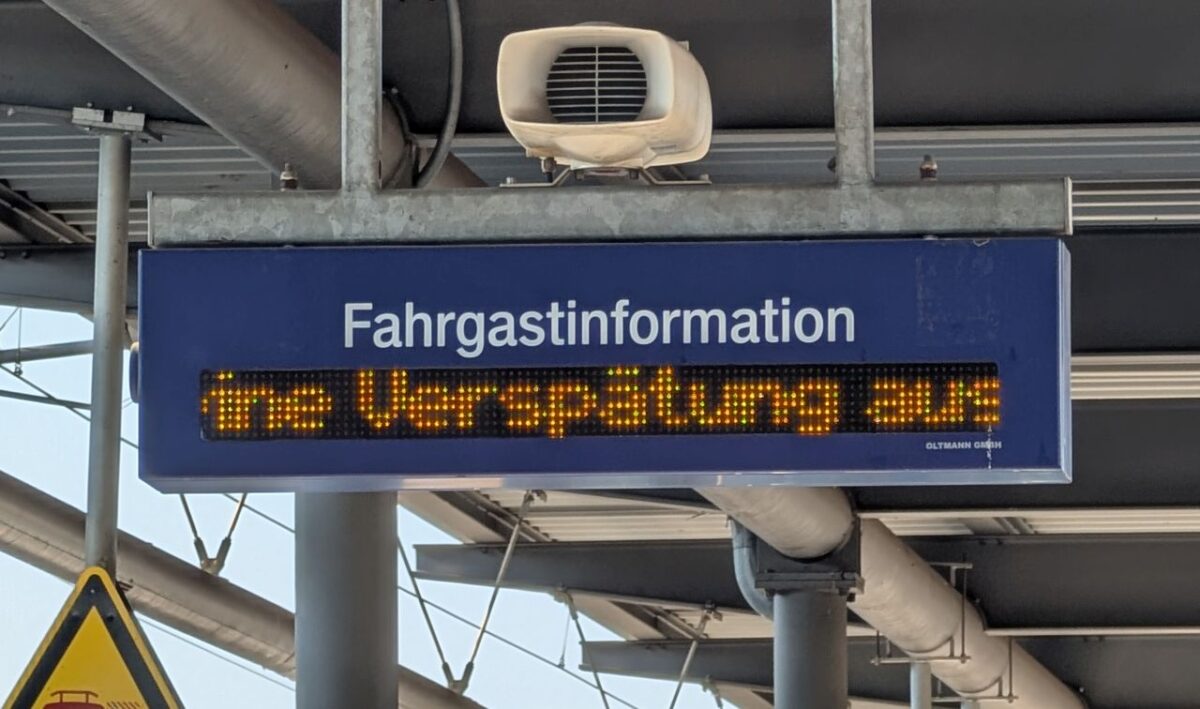 Fahrgastinformation
ine Verspätung aus
OLTMANN GMBH